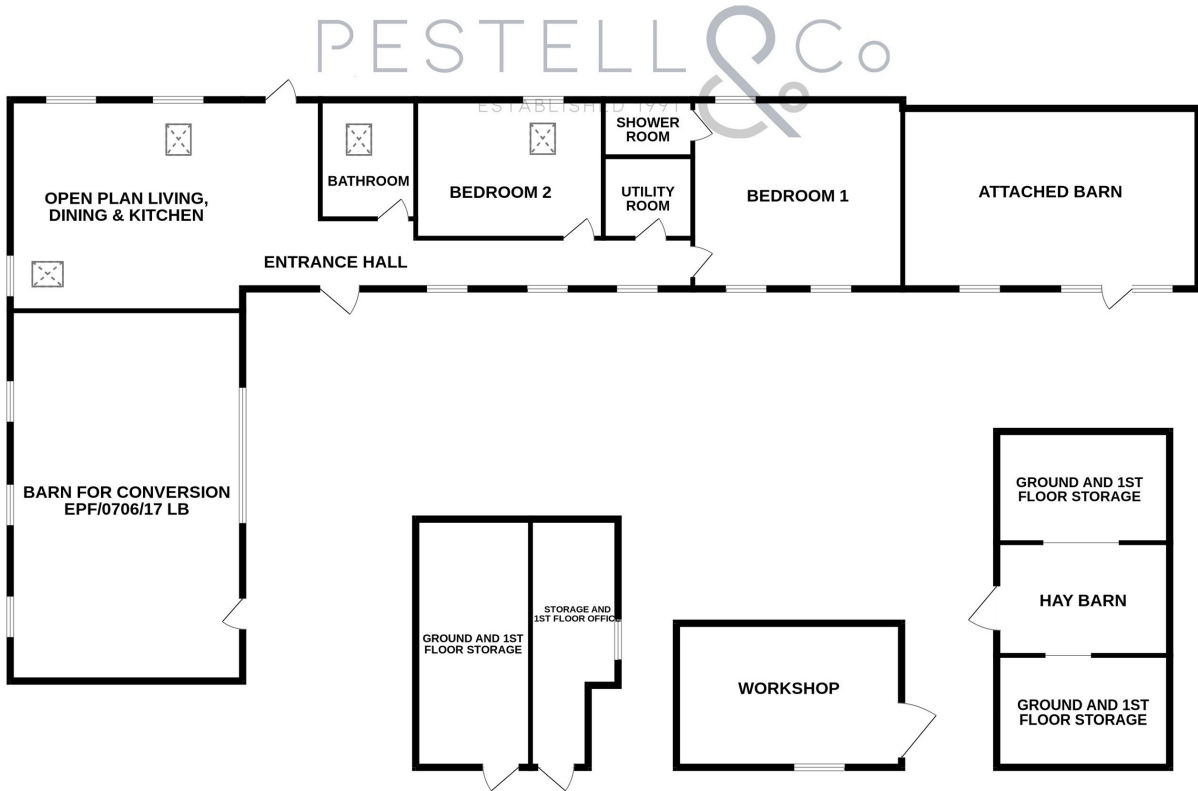 PESTELL & Co
ESTABLISHED 1991
SHOWER
ROOM
BATHROOM
BEDROOM 2
UTILITY
ROOM
BEDROOM 1
ATTACHED BARN
OPEN PLAN LIVING,
DINING & KITCHEN
ENTRANCE HALL
BARN FOR CONVERSION
EPF/0706/17 LB
GROUND AND 1ST
FLOOR STORAGE
HAY BARN
STORAGE AND
1ST FLOOR OFFICE
GROUND AND 1ST
FLOOR STORAGE
WORKSHOP
GROUND AND 1ST
FLOOR STORAGE